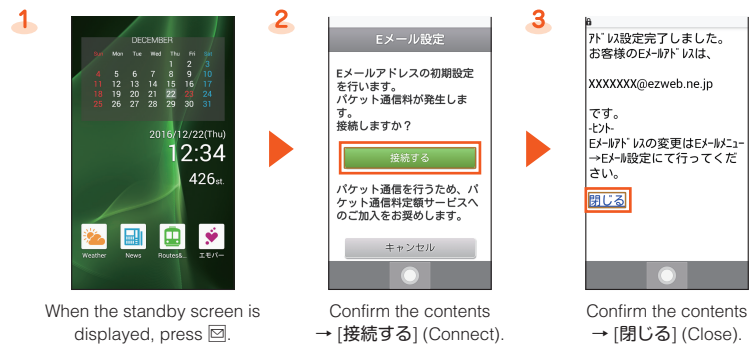 1
DECEMBER
Sun Mon Tue Wed Thu Fri Sat
1 2 3
4 5 6 7 8 9 10
11 12 13 14 15 16 17
18 19 20 21 22 23 24
25 26 27 28 29 30 31
2016/12/22(Thu)
12:34
426st.
Weather News Routes&.. エモパー
When the standby screen is
displayed, press ✉.
2
Eメール設定
Eメールアドレスの初期設定
を行います。
パケット通信料が発生しま
す。
接続しますか？
接続する
パケット通信を行うため、パ
ケット通信料定額サービスへ
のご加入をお奨めします。
キャンセル
Confirm the contents
→ [接続する] (Connect).
3
ｱﾄﾞﾚｽ設定完了しました。
お客様のEﾒｰﾙｱﾄﾞﾚｽは、
XXXXXXX@ezweb.ne.jp
です。
-ﾋﾝﾄ-
Eﾒｰﾙｱﾄﾞﾚｽの変更はEﾒｰﾙﾒﾆｭｰ
→Eﾒｰﾙ設定にて行ってくだ
さい。
閉じる
Confirm the contents
→ [閉じる] (Close).